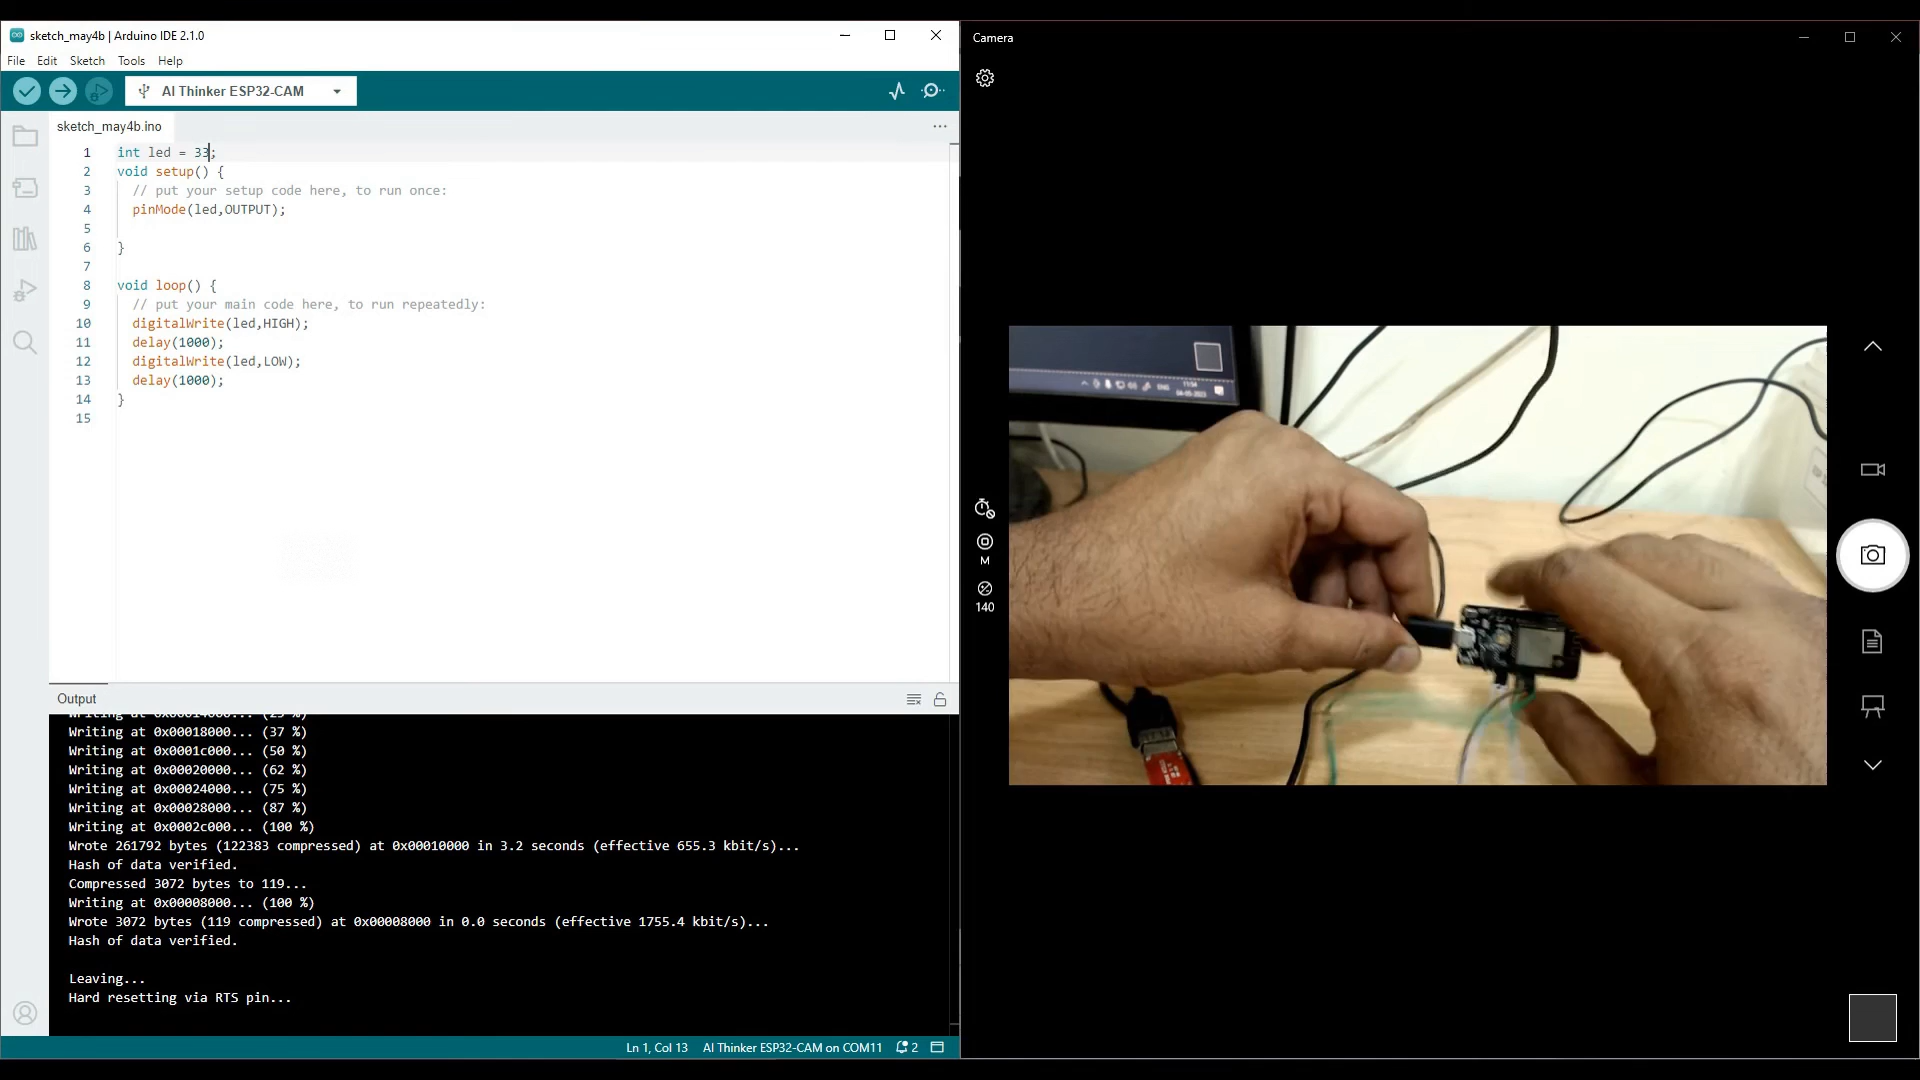 sketch_may4b | Arduino IDE 2.1.0
File Edit Sketch Tools Help
AI Thinker ESP32-CAM
sketch_may4b.ino
1 int led = 33;
2 void setup() {
3 // put your setup code here, to run once:
4 pinMode(led,OUTPUT);
5
6 }
7
8 void loop() {
9 // put your main code here, to run repeatedly:
10 digitalWrite(led,HIGH);
11 delay(1000);
12 digitalWrite(led,LOW);
13 delay(1000);
14 }
15
Output
Writing at 0x00014000... (25 %)
Writing at 0x00018000... (37 %)
Writing at 0x0001c000... (50 %)
Writing at 0x00020000... (62 %)
Writing at 0x00024000... (75 %)
Writing at 0x00028000... (87 %)
Writing at 0x0002c000... (100 %)
Wrote 261792 bytes (122383 compressed) at 0x00010000 in 3.2 seconds (effective 655.3 kbit/s)...
Hash of data verified.
Compressed 3072 bytes to 119...
Writing at 0x00008000... (100 %)
Wrote 3072 bytes (119 compressed) at 0x00008000 in 0.0 seconds (effective 1755.4 kbit/s)...
Hash of data verified.
Leaving...
Hard resetting via RTS pin...
Ln 1, Col 13 AI Thinker ESP32-CAM on COM11 2
Camera
M
140
ENG